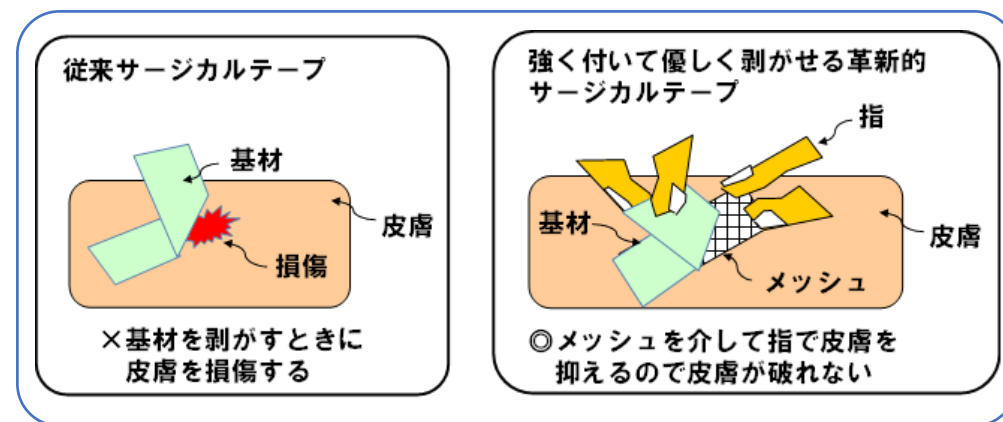 従来サージカルテープ
基材
皮膚
損傷
×基材を剥がすときに
皮膚を損傷する
強く付いて優しく剥がせる革新的
サージカルテープ
指
基材
皮膚
メッシュ
◎メッシュを介して指で皮膚を
抑えるので皮膚が破れない